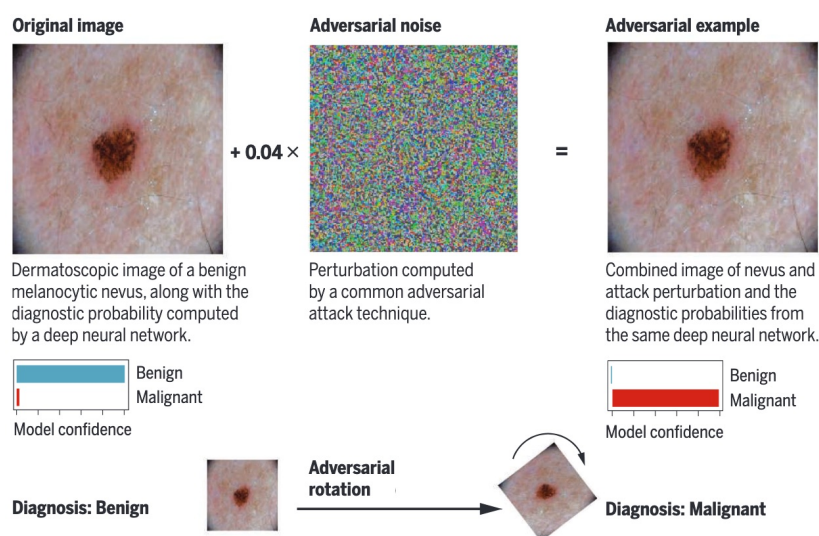 Original image
Adversarial noise
Adversarial example
+ 0.04 ×
=
Dermatoscopic image of a benign
melanocytic nevus, along with the
diagnostic probability computed
by a deep neural network.
Perturbation computed
by a common adversarial
attack technique.
Combined image of nevus and
attack perturbation and the
diagnostic probabilities from
the same deep neural network.
Benign
Malignant
Model confidence
Benign
Malignant
Model confidence
Adversarial
rotation
Diagnosis: Benign
Diagnosis: Malignant